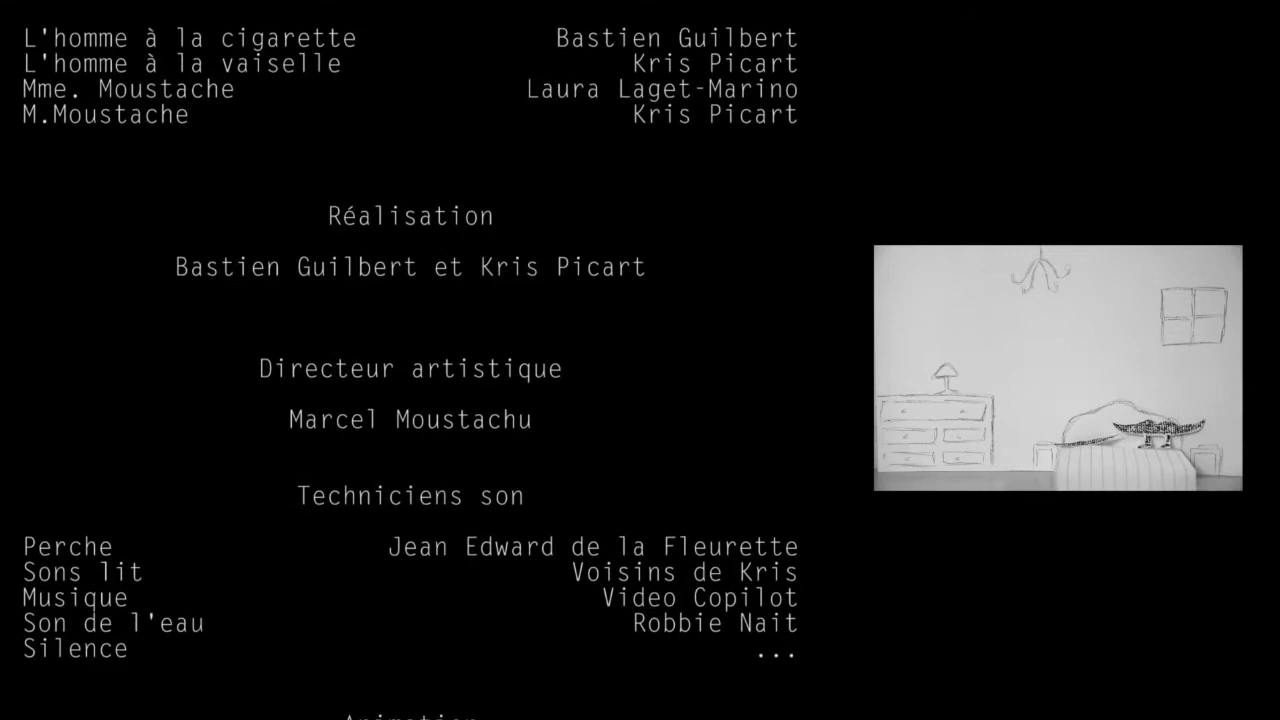 L'homme à la cigarette Bastien Guilbert
L'homme à la vaiselle Kris Picart
Mme. Moustache Laura Laget-Marino
M.Moustache Kris Picart
Réalisation
Bastien Guilbert et Kris Picart
Directeur artistique
Marcel Moustachu
Techniciens son
Perche Jean Edward de la Fleurette
Sons lit Voisins de Kris
Musique Video Copilot
Son de l'eau Robbie Nait
Silence ...
Animation